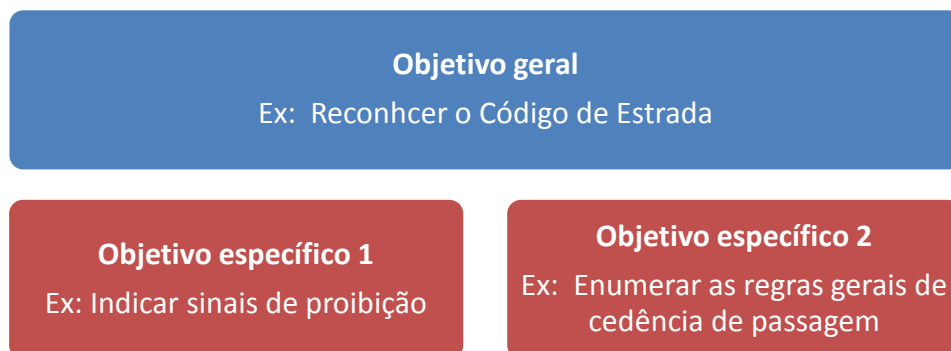 Objetivo geral
Ex: Reconhcer o Código de Estrada
Objetivo específico 1
Ex: Indicar sinais de proibição
Objetivo específico 2
Ex: Enumerar as regras gerais de
cedência de passagem